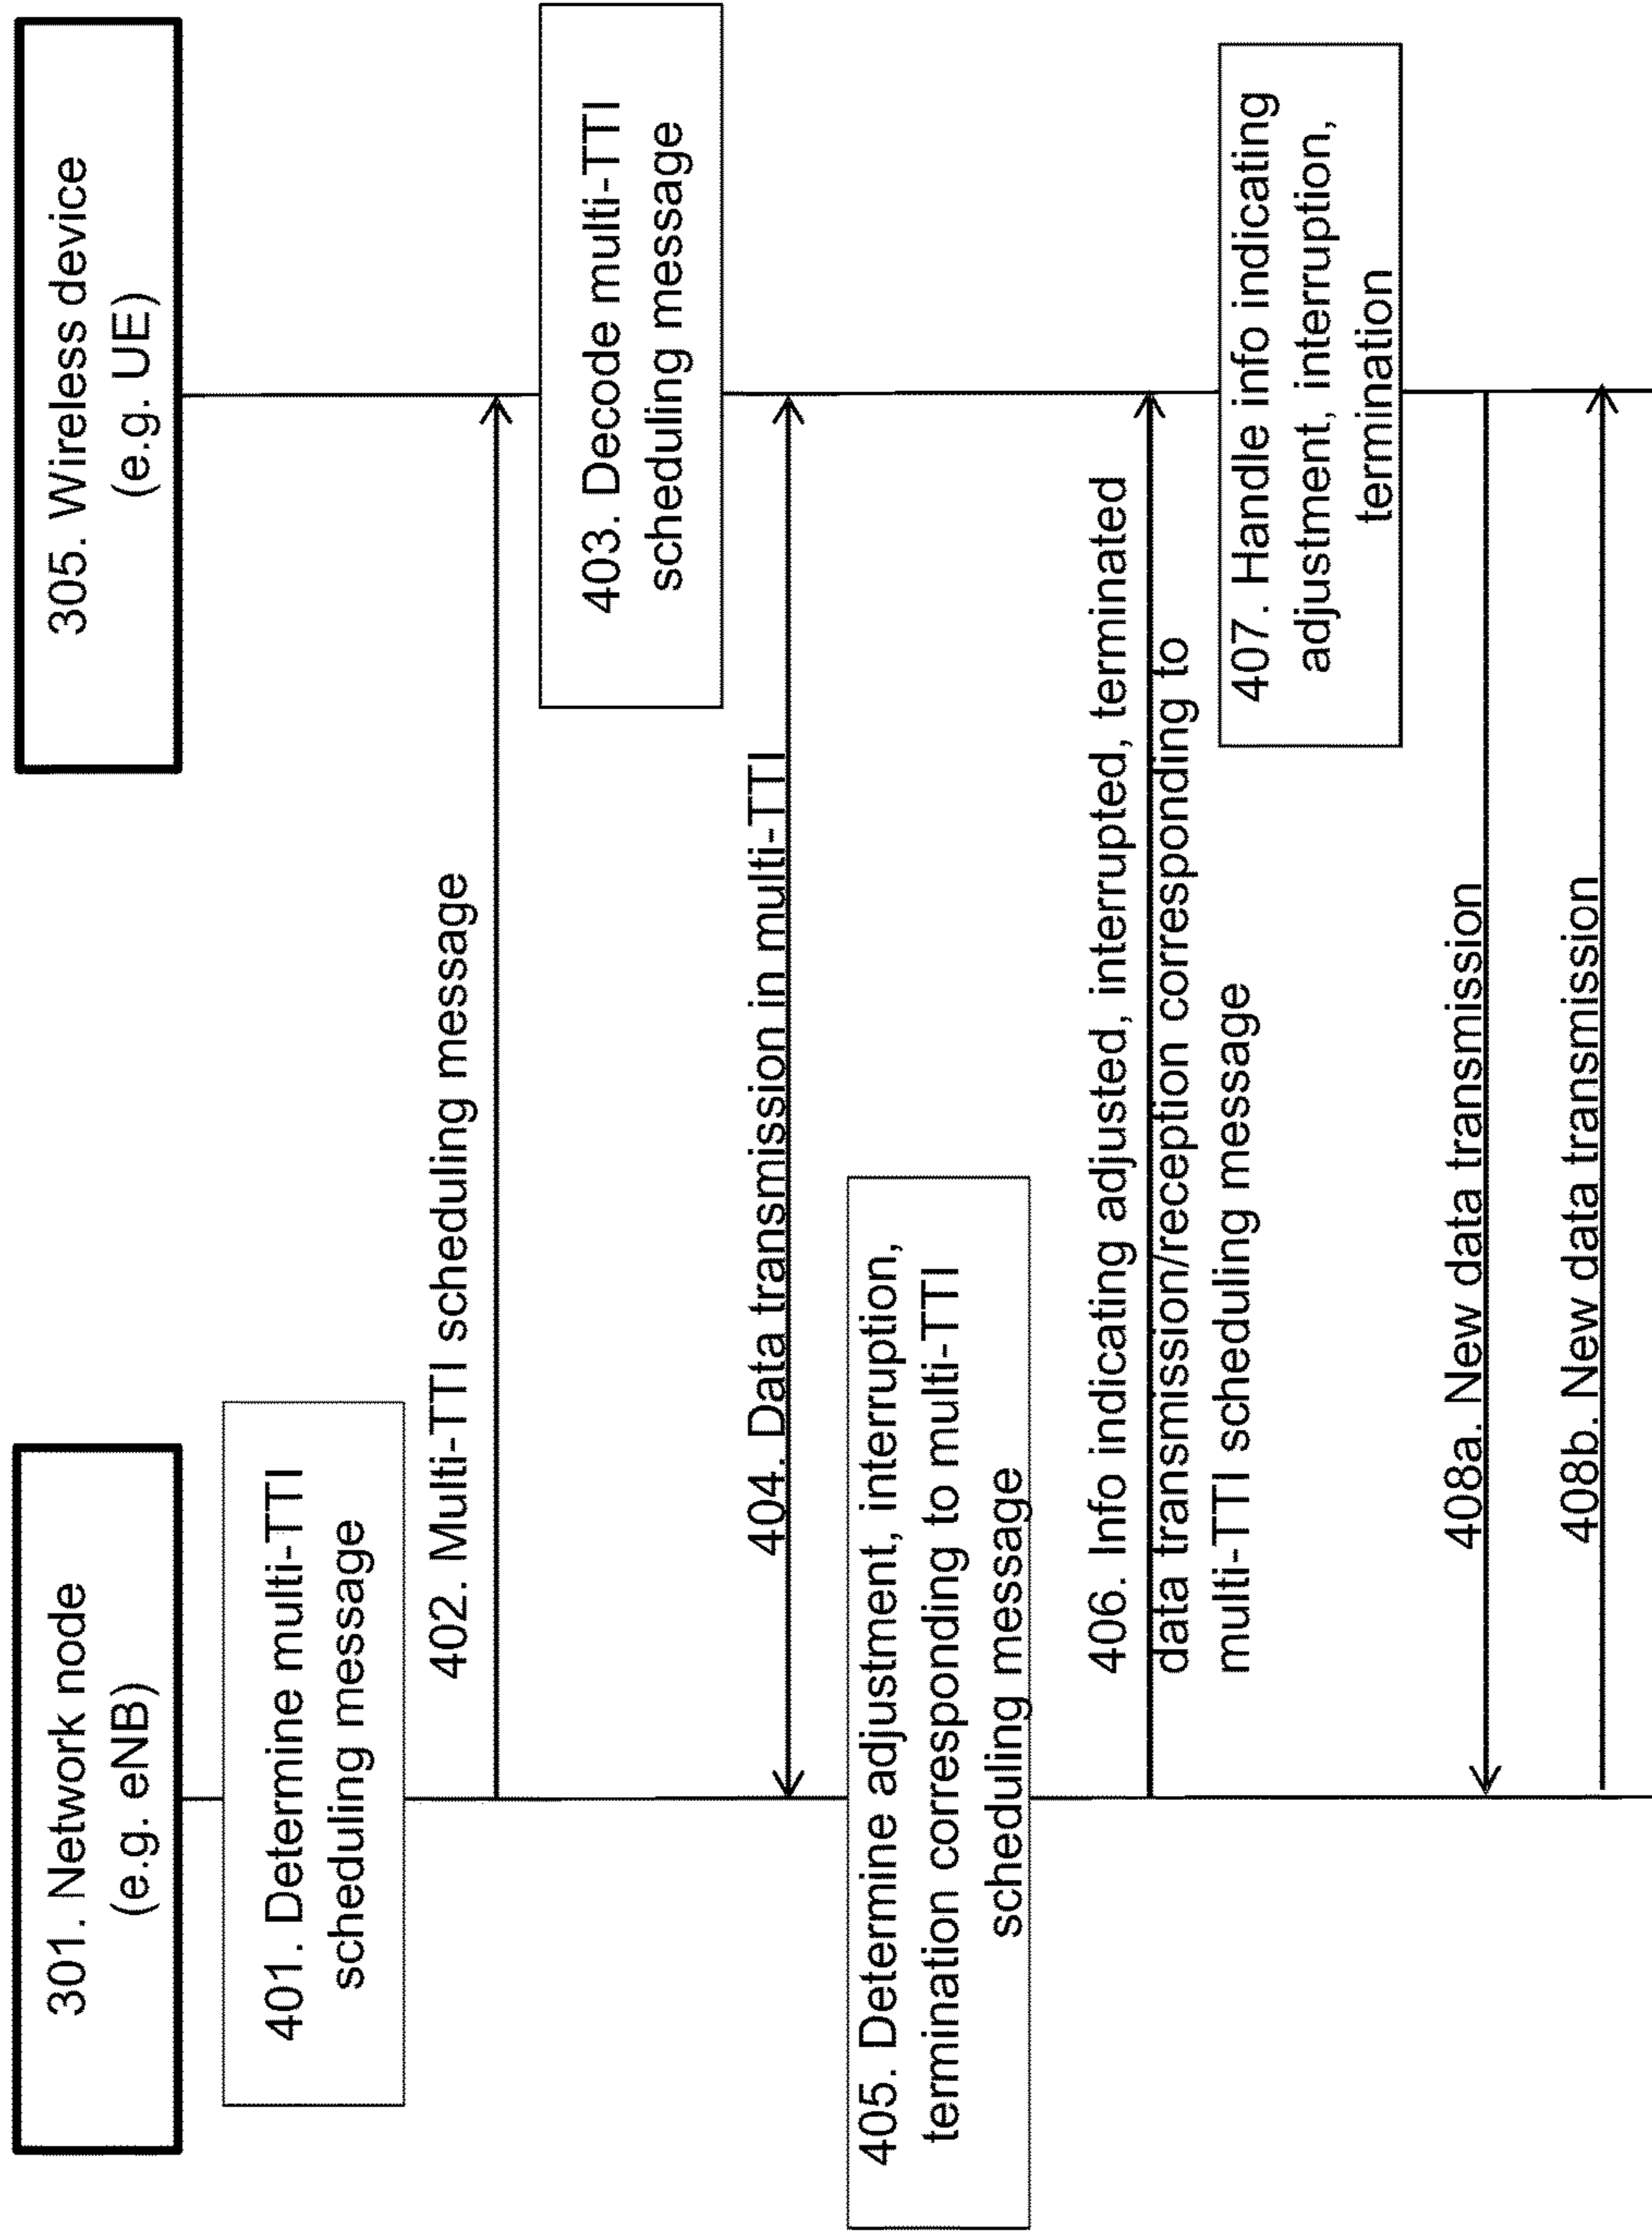 301. Network node
(e.g. eNB)
305. Wireless device
(e.g. UE)
401. Determine multi-TTI
scheduling message
402. Multi-TTI scheduling message
403. Decode multi-TTI
scheduling message
404. Data transmission in multi-TTI
405. Determine adjustment, interruption,
termination corresponding to multi-TTI
scheduling message
406. Info indicating adjusted, interrupted, terminated
data transmission/reception corresponding to
multi-TTI scheduling message
407. Handle info indicating
adjustment, interruption,
termination
408a. New data transmission
408b. New data transmission